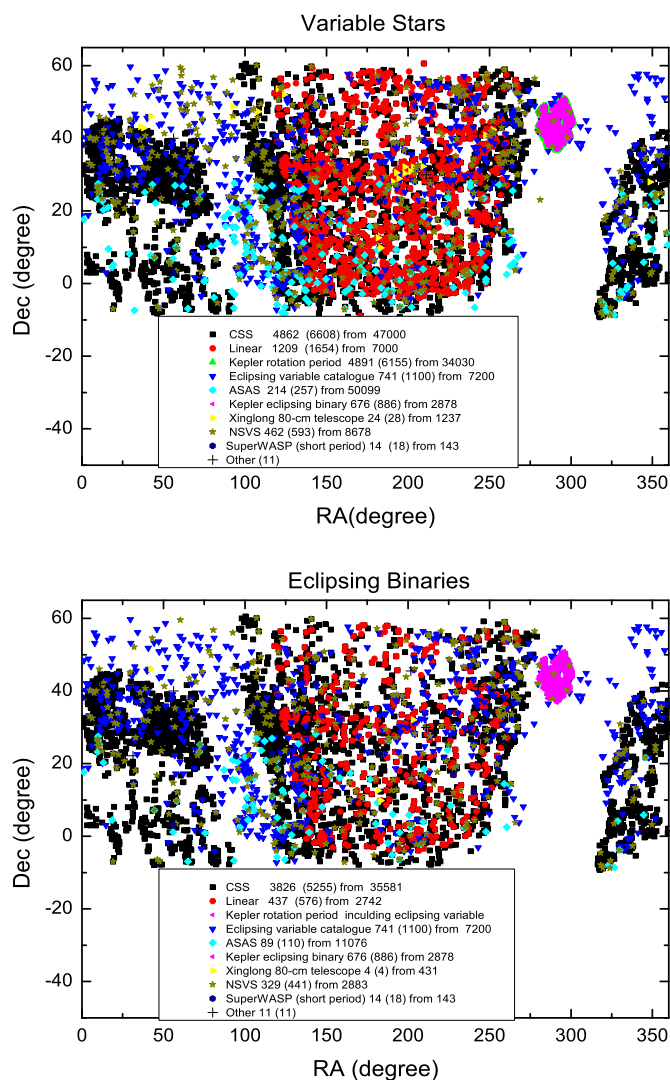 Variable Stars
60
40
20
0
-20
-40
Dec (degree)
CSS 4862 (6608) from 47000
Linear 1209 (1654) from 7000
Kepler rotation period 4891 (6155) from 34030
Eclipsing variable catalogue 741 (1100) from 7200
ASAS 214 (257) from 50099
Kepler eclipsing binary 676 (886) from 2878
Xinglong 80-cm telescope 24 (28) from 1237
NSVS 462 (593) from 8678
SuperWASP (short period) 14 (18) from 143
Other (11)
0 50 100 150 200 250 300 350
RA(degree)
Eclipsing Binaries
60
40
20
0
-20
-40
Dec (degree)
CSS 3826 (5255) from 35581
Linear 437 (576) from 2742
Kepler rotation period inculding eclipsing variable
Eclipsing variable catalogue 741 (1100) from 7200
ASAS 89 (110) from 11076
Kepler eclipsing binary 676 (886) from 2878
Xinglong 80-cm telescope 4 (4) from 431
NSVS 329 (441) from 2883
SuperWASP (short period) 14 (18) from 143
Other 11 (11)
0 50 100 150 200 250 300 350
RA (degree)